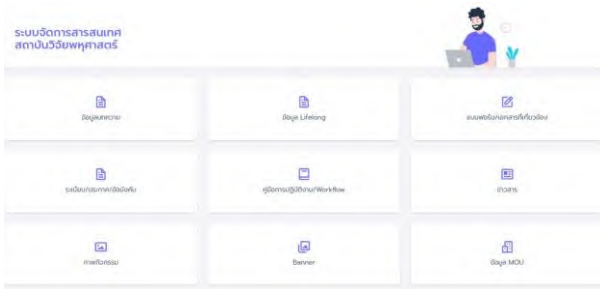 ระบบจัดการสารสนเทศ
สถาบันวิจัยพหุศาสตร์
ข้อมูลบทความ
ข้อมูล Lifelong
แบบฟอร์มเอกสารที่เกี่ยวข้อง
ระเบียบ/ประกาศ/ข้อบังคับ
คู่มือการปฏิบัติงาน/Workflow
ข่าวสาร
ภาพกิจกรรม
Banner
ข้อมูล MOU